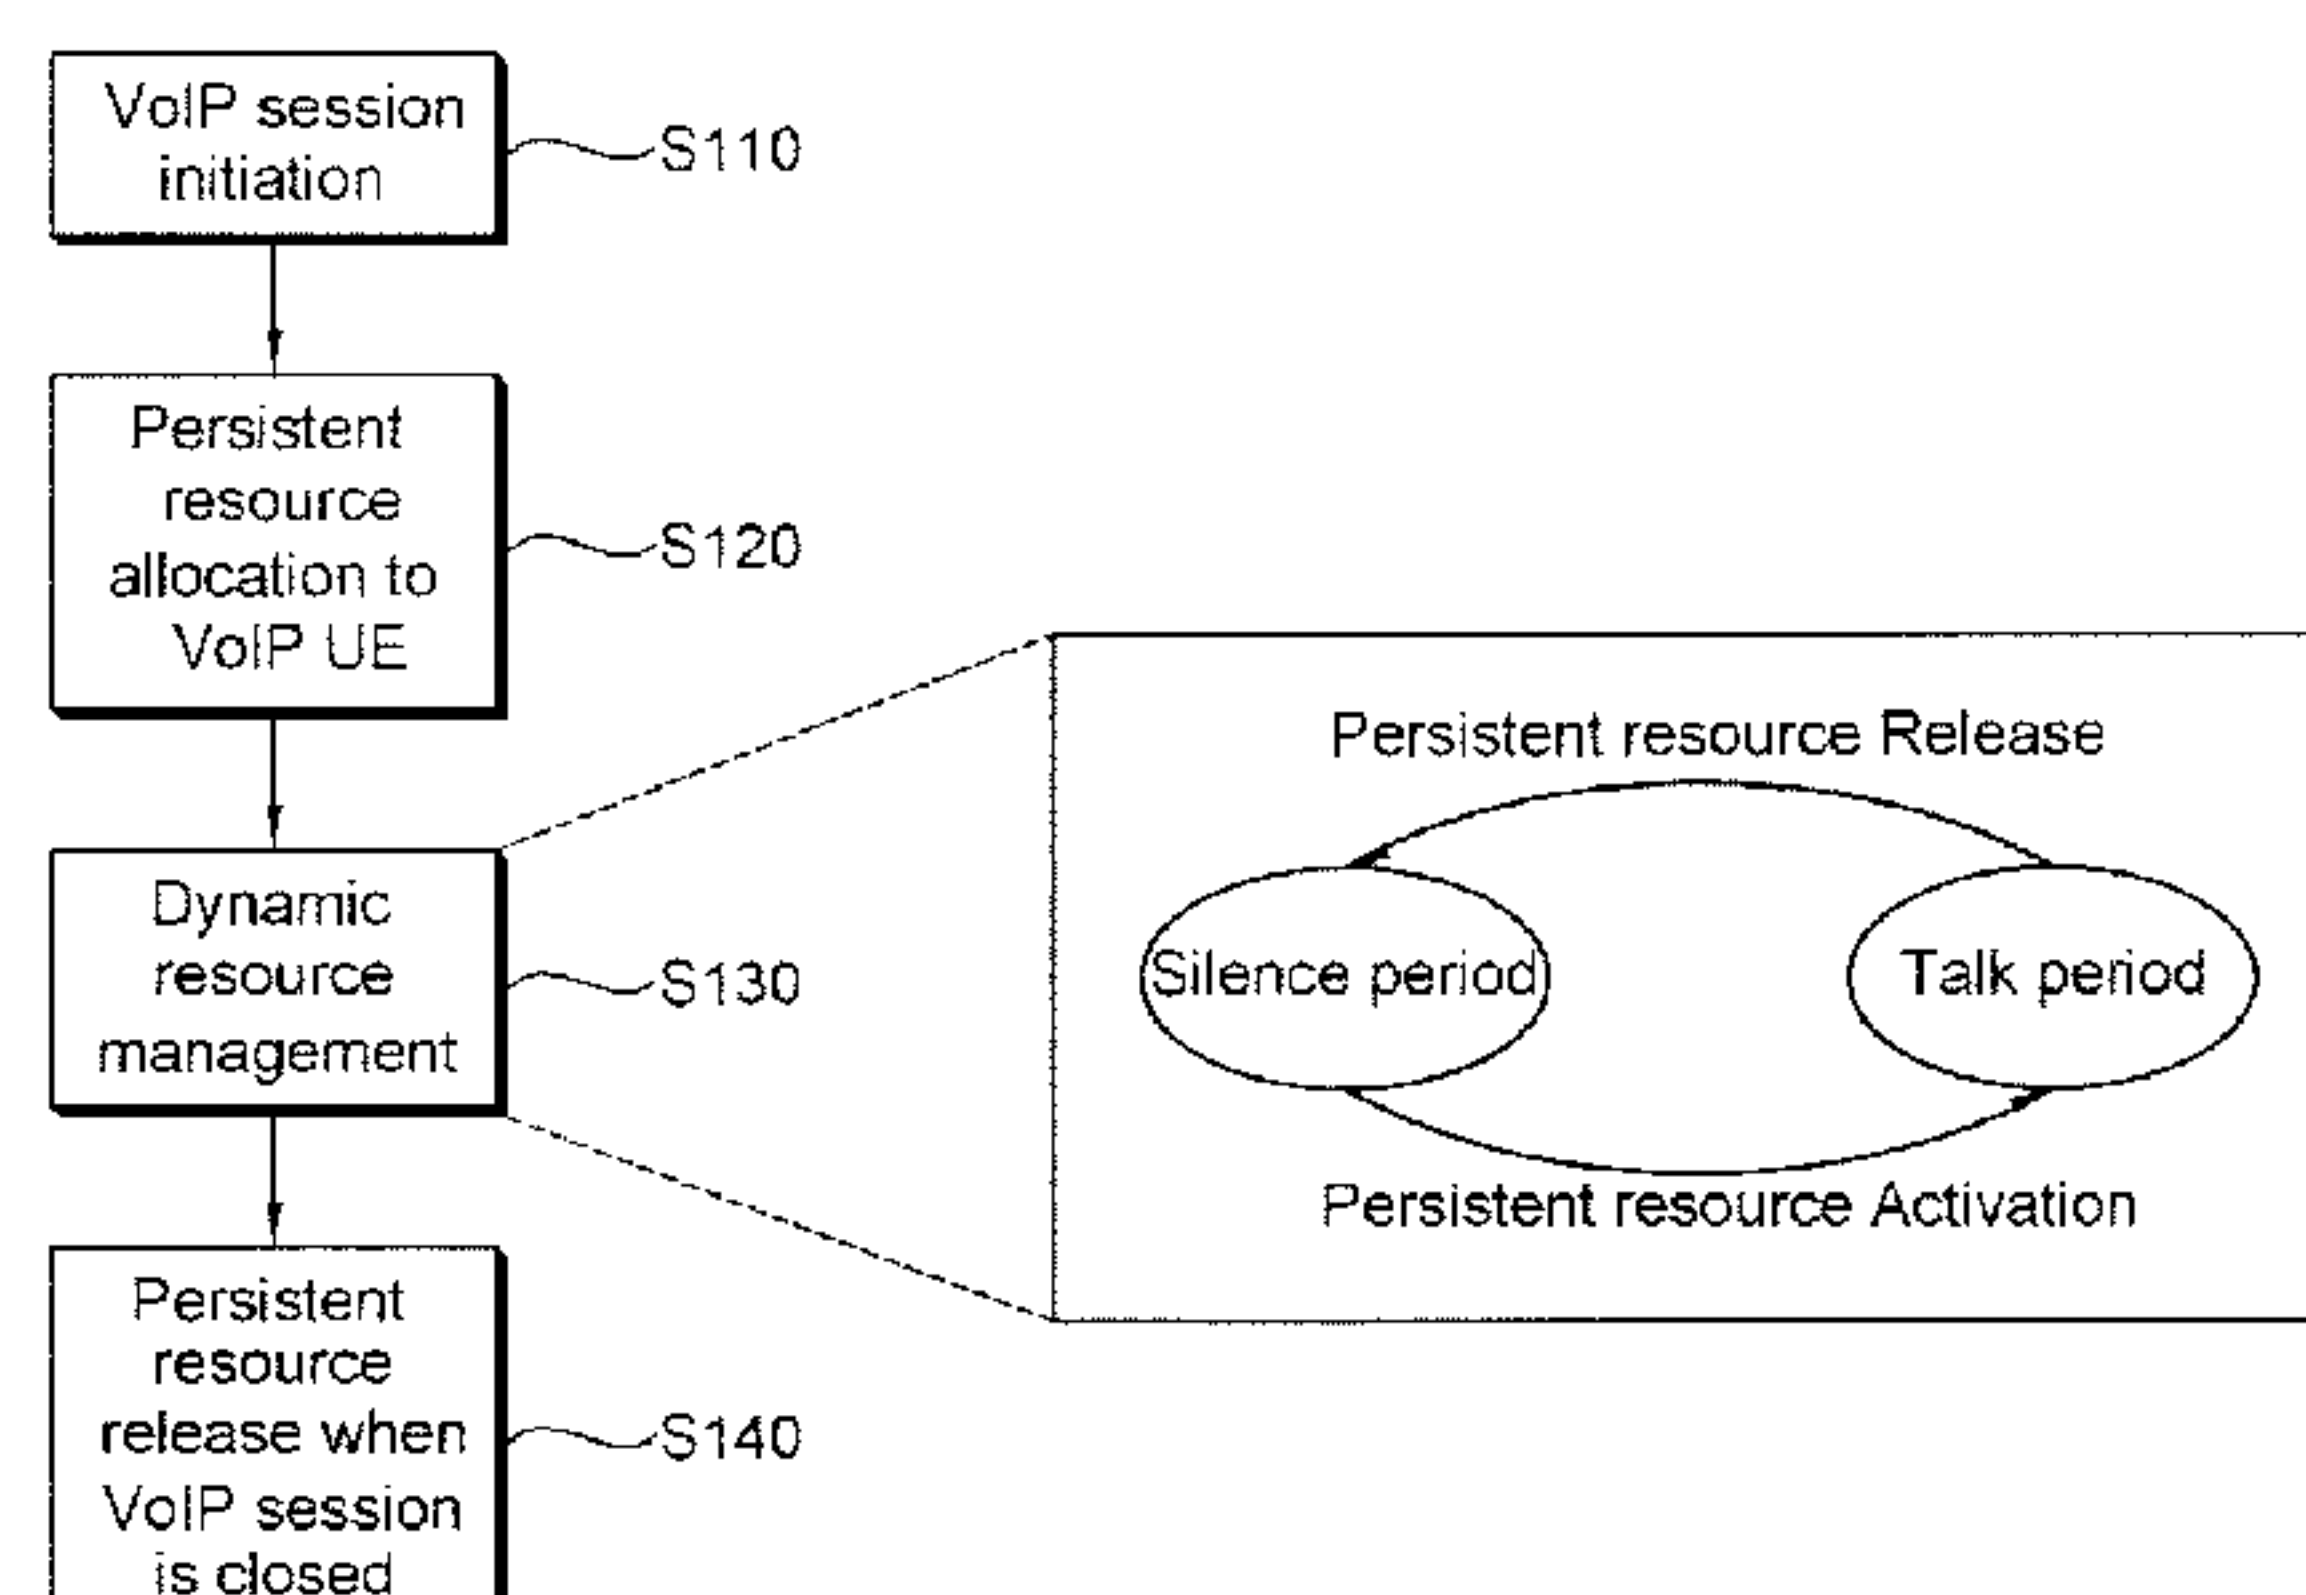 VoIP session
initiation
S110
Persistent
resource
allocation to
VoIP UE
S120
Dynamic
resource
management
S130
Persistent resource Release
Silence period
Talk period
Persistent resource Activation
Persistent
resource
release when
VoIP session
is closed
S140